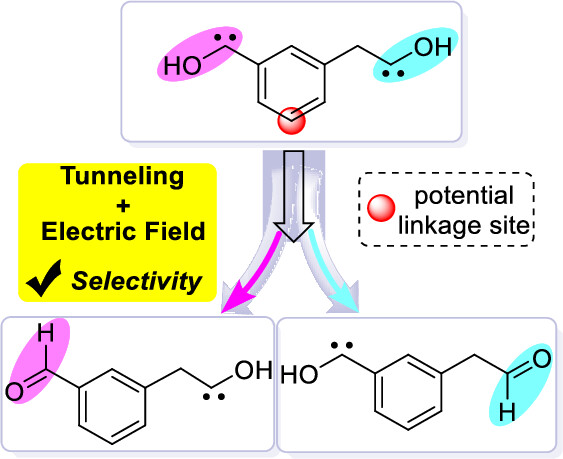 HO
OH
Tunneling
+
Electric Field
✔ Selectivity
potential
linkage site
H
O
OH
HO
O
H